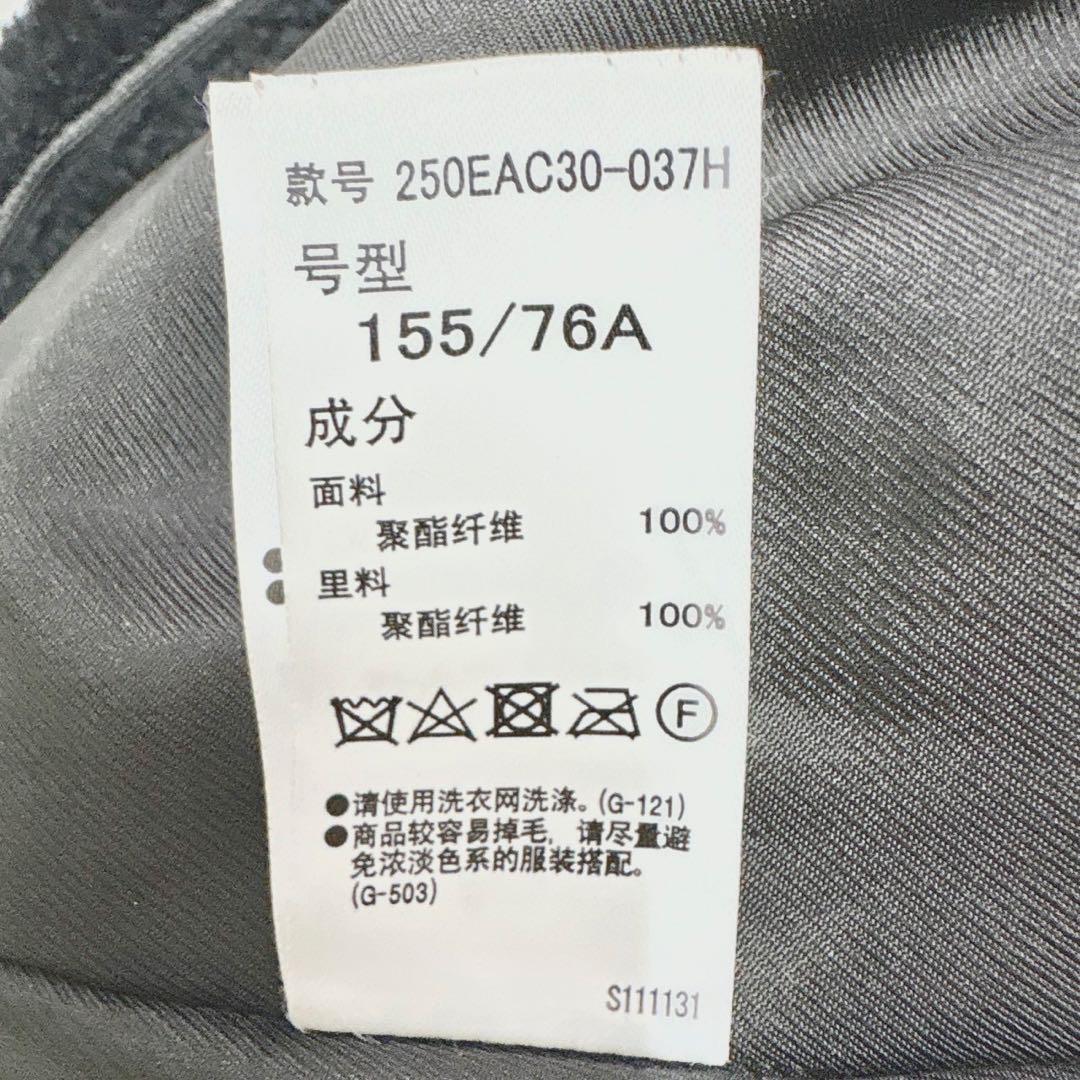 款号 250EAC30-037H
号型
155/76A
成分
面料
聚酯纤维 100%
里料
聚酯纤维 100%
F
●请使用洗衣网洗涤。(G-121)
●商品较容易掉毛，请尽量避
免浓淡色系的服装搭配。
(G-503)
S111131